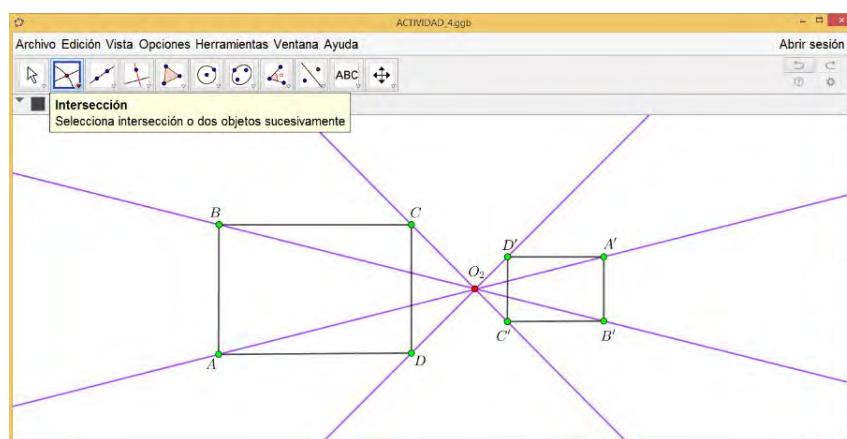 ACTIVIDAD_4.ggb
Archivo Edición Vista Opciones Herramientas Ventana Ayuda
Abrir sesión
ABC
Intersección
Selecciona intersección o dos objetos sucesivamente
B
C
D′
A′
O₂
C′
B′
A
D